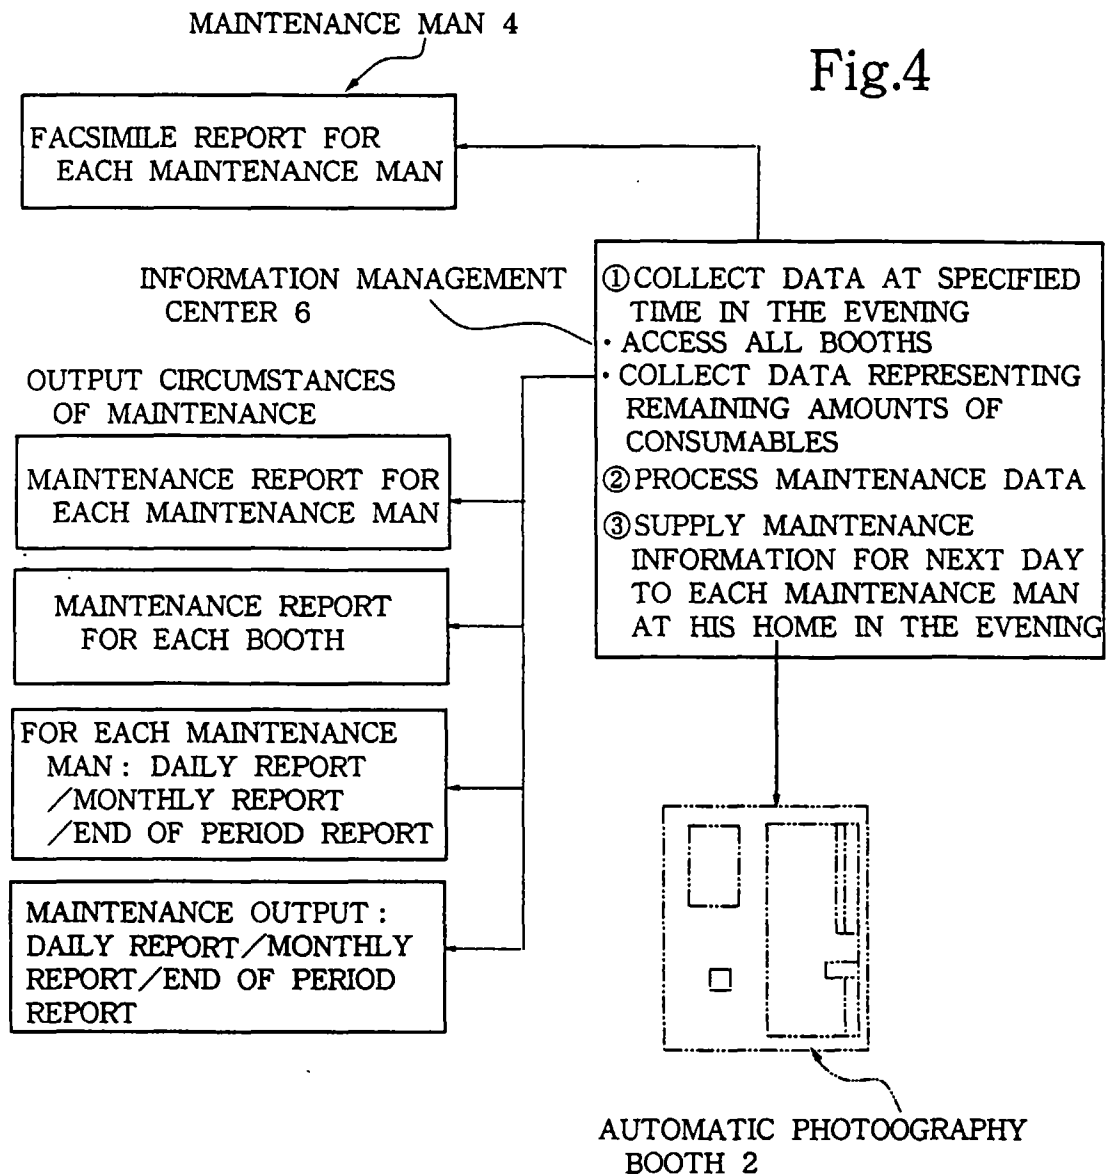 MAINTENANCE MAN 4
Fig.4
FACSIMILE REPORT FOR
EACH MAINTENANCE MAN
INFORMATION MANAGEMENT
CENTER 6
①COLLECT DATA AT SPECIFIED
TIME IN THE EVENING
・ACCESS ALL BOOTHS
・COLLECT DATA REPRESENTING
REMAINING AMOUNTS OF
CONSUMABLES
②PROCESS MAINTENANCE DATA
③SUPPLY MAINTENANCE
INFORMATION FOR NEXT DAY
TO EACH MAINTENANCE MAN
AT HIS HOME IN THE EVENING
OUTPUT CIRCUMSTANCES
OF MAINTENANCE
MAINTENANCE REPORT FOR
EACH MAINTENANCE MAN
MAINTENANCE REPORT
FOR EACH BOOTH
FOR EACH MAINTENANCE
MAN : DAILY REPORT
/MONTHLY REPORT
/END OF PERIOD REPORT
MAINTENANCE OUTPUT :
DAILY REPORT/MONTHLY
REPORT/END OF PERIOD
REPORT
AUTOMATIC PHOTOOGRAPHY
BOOTH 2